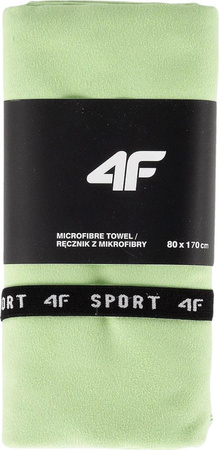 4F
MICROFIBRE TOWEL /
RĘCZNIK Z MIKROFIBRY 80 x 170 cm
SPORT 4F SPORT 4F